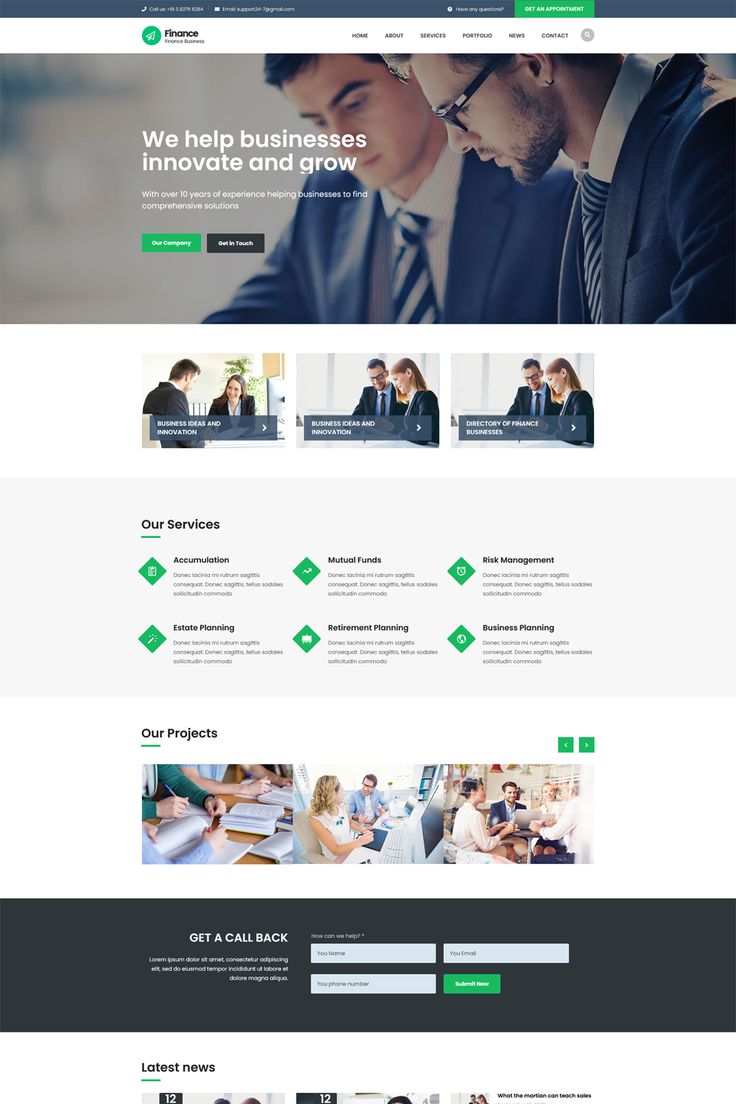 Call us: +61 3 8376 6284
Email: support24-7@gmail.com
Have any questions?
GET AN APPOINTMENT
Finance
Finance Business
HOME
ABOUT
SERVICES
PORTFOLIO
NEWS
CONTACT
We help businesses
innovate and grow
With over 10 years of experience helping businesses to find
comprehensive solutions
Our Company
Get in Touch
BUSINESS IDEAS AND
INNOVATION
BUSINESS IDEAS AND
INNOVATION
DIRECTORY OF FINANCE
BUSINESSES
Our Services
Accumulation
Donec lacinia mi rutrum sagittis
consequat. Donec sagittis, tellus sodales
sollicitudin commodo
Mutual Funds
Donec lacinia mi rutrum sagittis
consequat. Donec sagittis, tellus sodales
sollicitudin commodo
Risk Management
Donec lacinia mi rutrum sagittis
consequat. Donec sagittis, tellus sodales
sollicitudin commodo
Estate Planning
Donec lacinia mi rutrum sagittis
consequat. Donec sagittis, tellus sodales
sollicitudin commodo
Retirement Planning
Donec lacinia mi rutrum sagittis
consequat. Donec sagittis, tellus sodales
sollicitudin commodo
Business Planning
Donec lacinia mi rutrum sagittis
consequat. Donec sagittis, tellus sodales
sollicitudin commodo
Our Projects
GET A CALL BACK
Lorem ipsum dolor sit amet, consectetur adipiscing
elit, sed do eiusmod tempor incididunt ut labore et
dolore magna aliqua.
How can we help? *
You Name
You Email
You phone number
Submit Now
Latest news
12
12
What the martian can teach sales